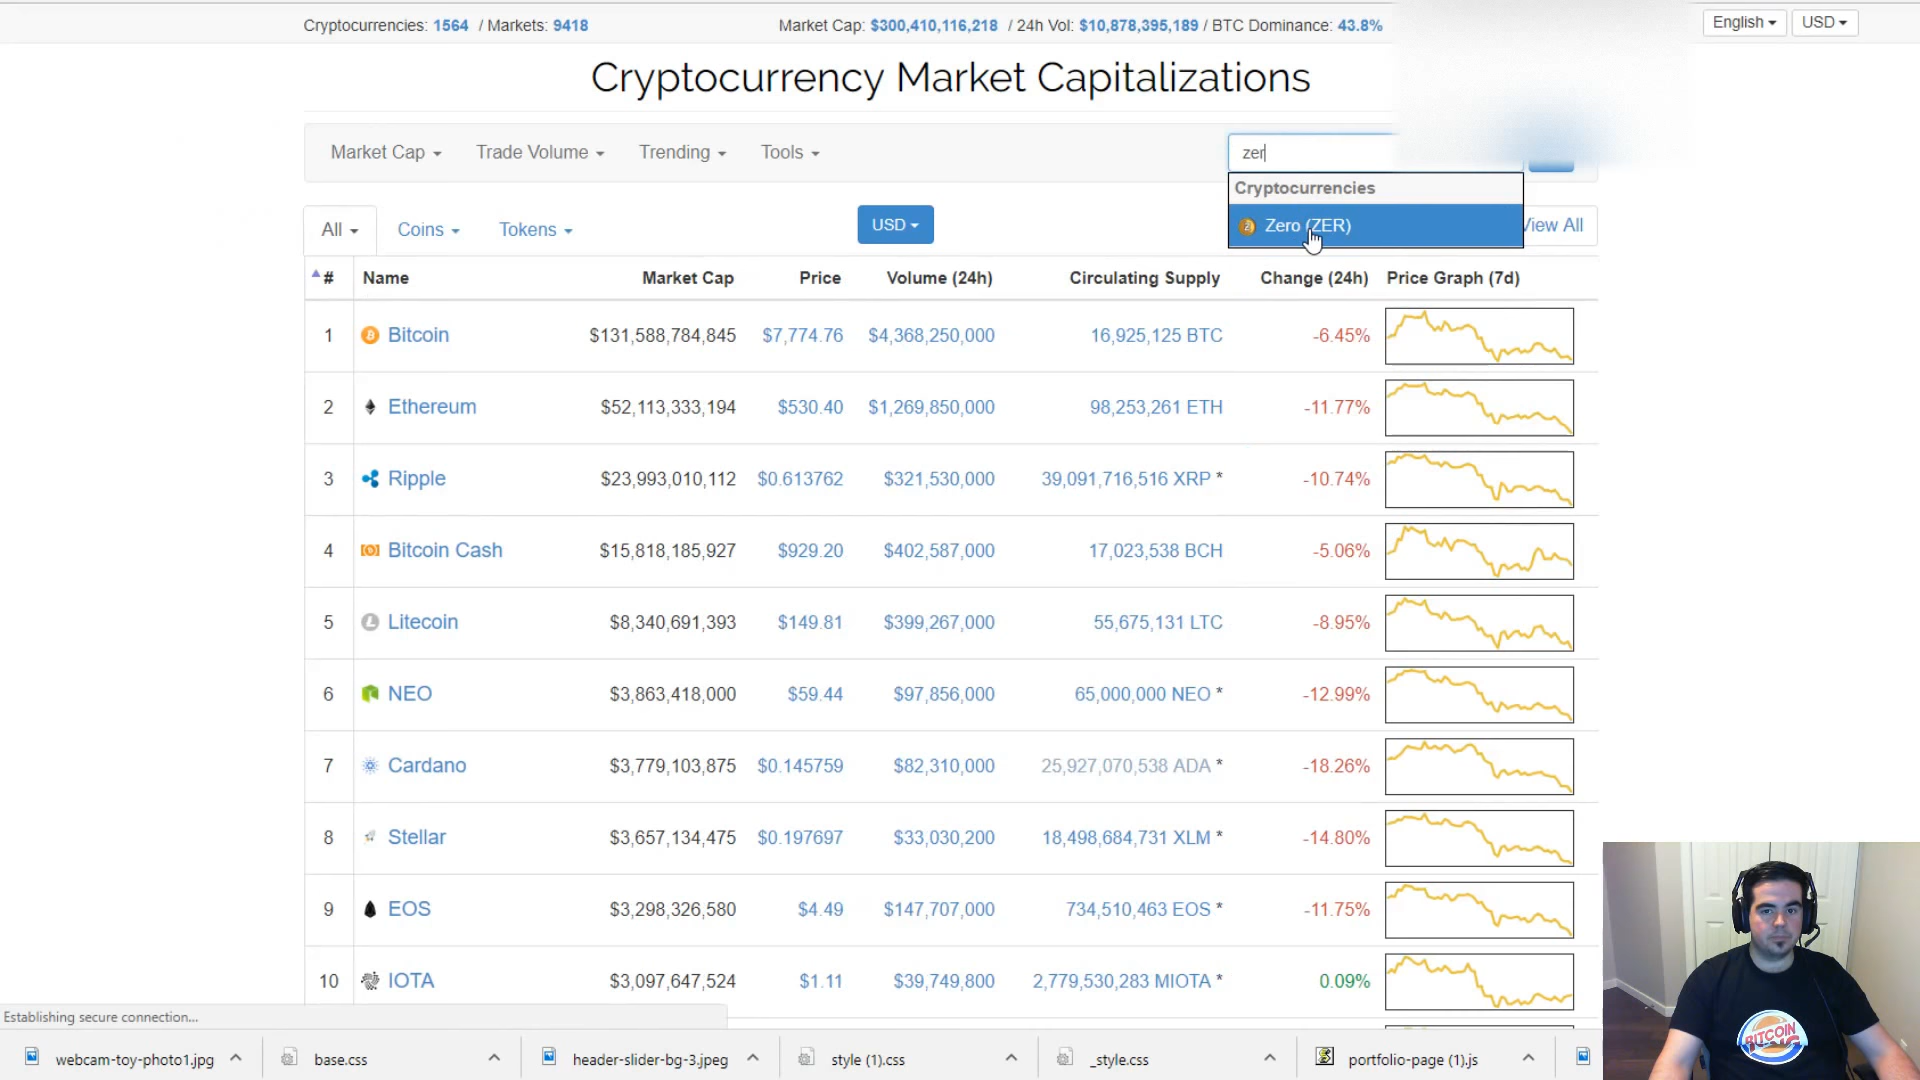 Cryptocurrencies: 1564 / Markets: 9418
Market Cap: $300,410,116,218 / 24h Vol: $10,878,395,189 / BTC Dominance: 43.8%
English
USD
Cryptocurrency Market Capitalizations
Market Cap Trade Volume Trending Tools
zer
Cryptocurrencies
Zero (ZER)
All Coins Tokens
USD
View All
# Name Market Cap Price Volume (24h) Circulating Supply Change (24h) Price Graph (7d)
1 Bitcoin $131,588,784,845 $7,774.76 $4,368,250,000 16,925,125 BTC -6.45%
2 Ethereum $52,113,333,194 $530.40 $1,269,850,000 98,253,261 ETH -11.77%
3 Ripple $23,993,010,112 $0.613762 $321,530,000 39,091,716,516 XRP * -10.74%
4 Bitcoin Cash $15,818,185,927 $929.20 $402,587,000 17,023,538 BCH -5.06%
5 Litecoin $8,340,691,393 $149.81 $399,267,000 55,675,131 LTC -8.95%
6 NEO $3,863,418,000 $59.44 $97,856,000 65,000,000 NEO * -12.99%
7 Cardano $3,779,103,875 $0.145759 $82,310,000 25,927,070,538 ADA * -18.26%
8 Stellar $3,657,134,475 $0.197697 $33,030,200 18,498,684,731 XLM * -14.80%
9 EOS $3,298,326,580 $4.49 $147,707,000 734,510,463 EOS * -11.75%
10 IOTA $3,097,647,524 $1.11 $39,749,800 2,779,530,283 MIOTA * 0.09%
Establishing secure connection...
webcam-toy-photo1.jpg
base.css
header-slider-bg-3.jpeg
style (1).css
_style.css
portfolio-page (1).js
BITCOIN